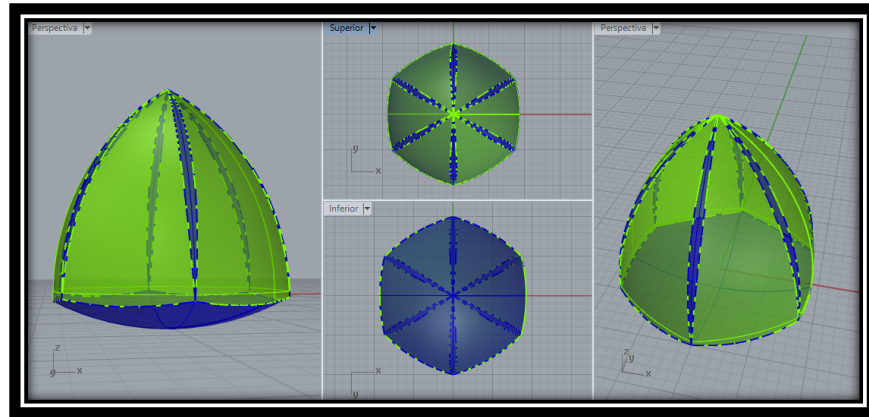 Perspectiva
Superior
Perspectiva
y
x
Inferior
z
y
x
x
y
z
y
x